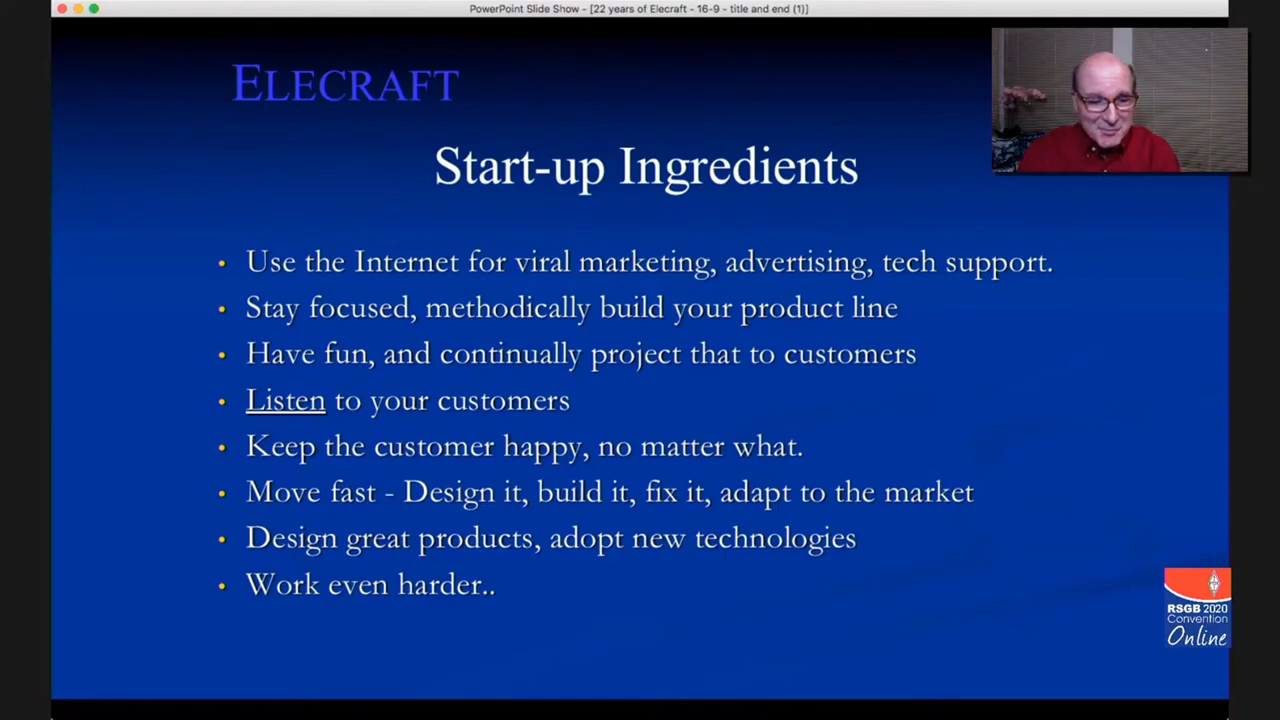 PowerPoint Slide Show - [22 years of Elecraft - 16-9 - title and end (1)]
ELECRAFT
Start-up Ingredients
• Use the Internet for viral marketing, advertising, tech support.
• Stay focused, methodically build your product line
• Have fun, and continually project that to customers
• Listen to your customers
• Keep the customer happy, no matter what.
• Move fast - Design it, build it, fix it, adapt to the market
• Design great products, adopt new technologies
• Work even harder..
RSGB 2020
Convention
Online